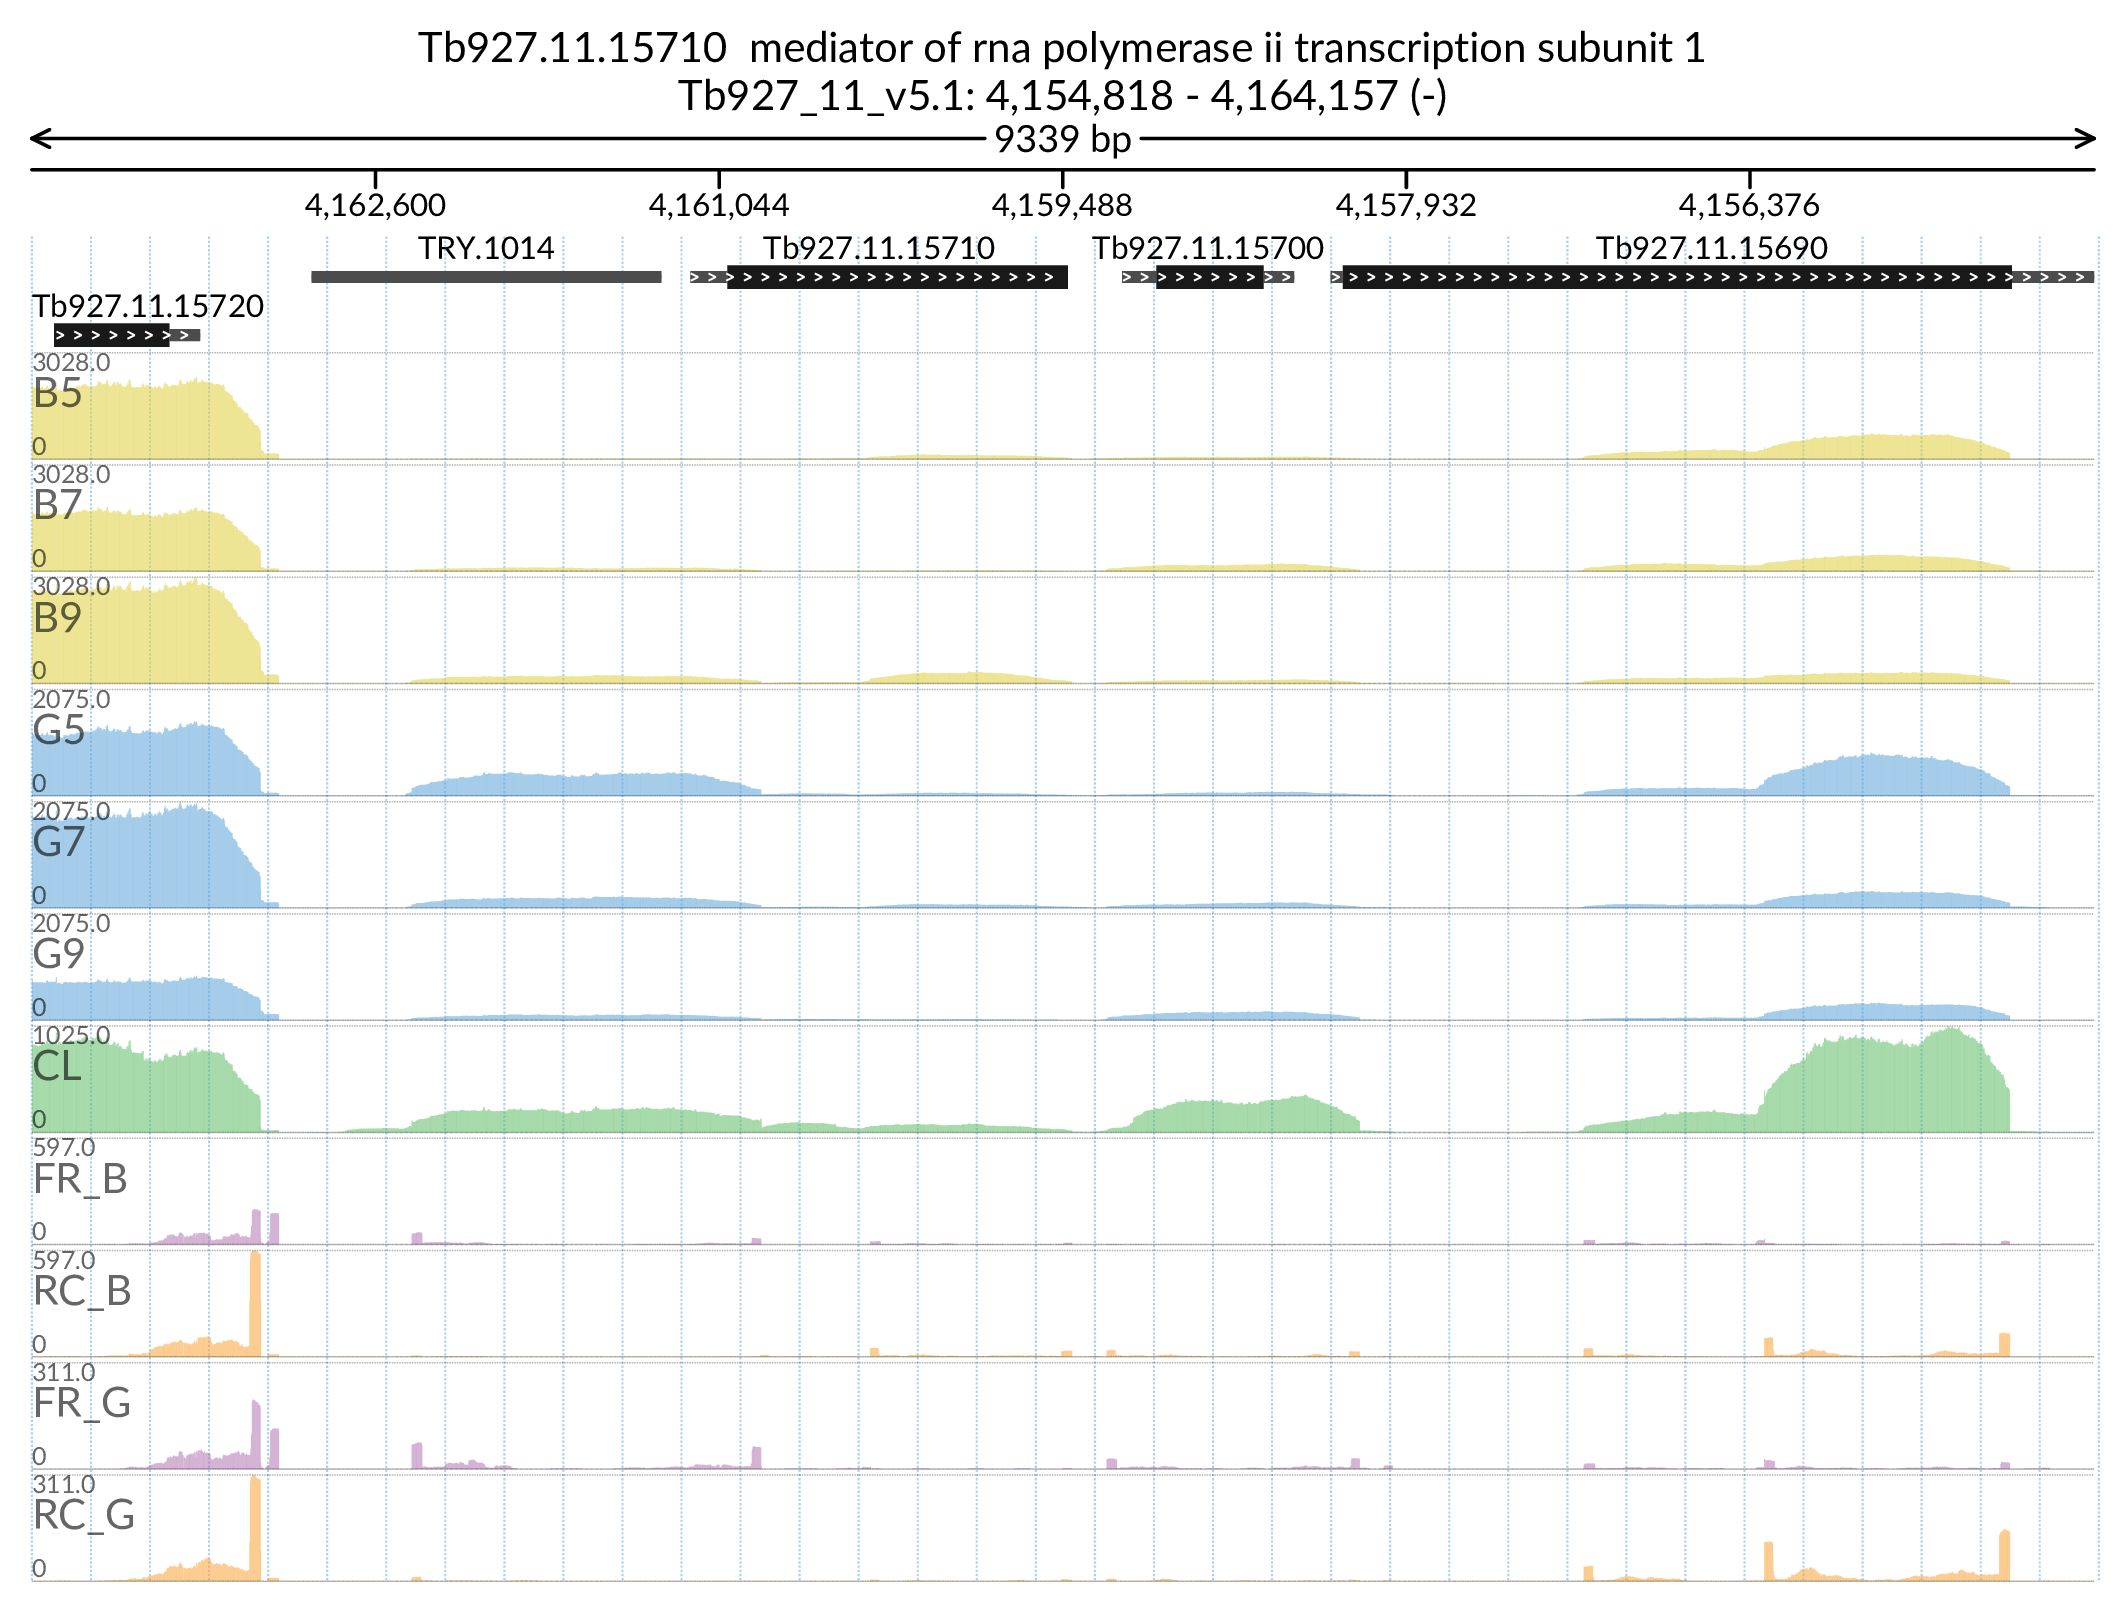 Tb927.11.15710 mediator of rna polymerase ii transcription subunit 1
Tb927_11_v5.1: 4,154,818 - 4,164,157 (-)
9339 bp
4,162,600 4,161,044 4,159,488 4,157,932 4,156,376
TRY.1014 Tb927.11.15710 Tb927.11.15700 Tb927.11.15690
Tb927.11.15720
3028.0
B5
0
3028.0
B7
0
3028.0
B9
0
2075.0
G5
0
2075.0
G7
0
2075.0
G9
0
1025.0
CL
0
597.0
FR_B
0
597.0
RC_B
0
311.0
FR_G
0
311.0
RC_G
0